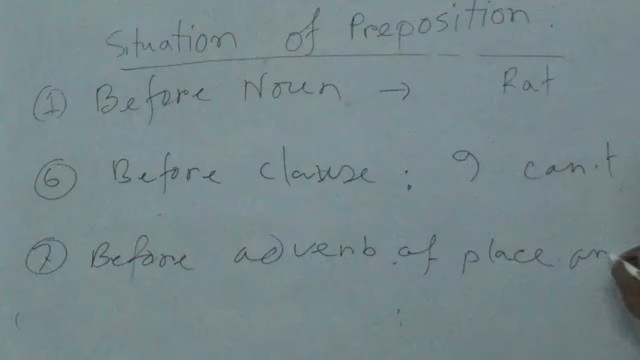 Situation of Preposition.
① Before Noun → Rat
⑥ Before clause : I can't
⑦ Before adverb of place an